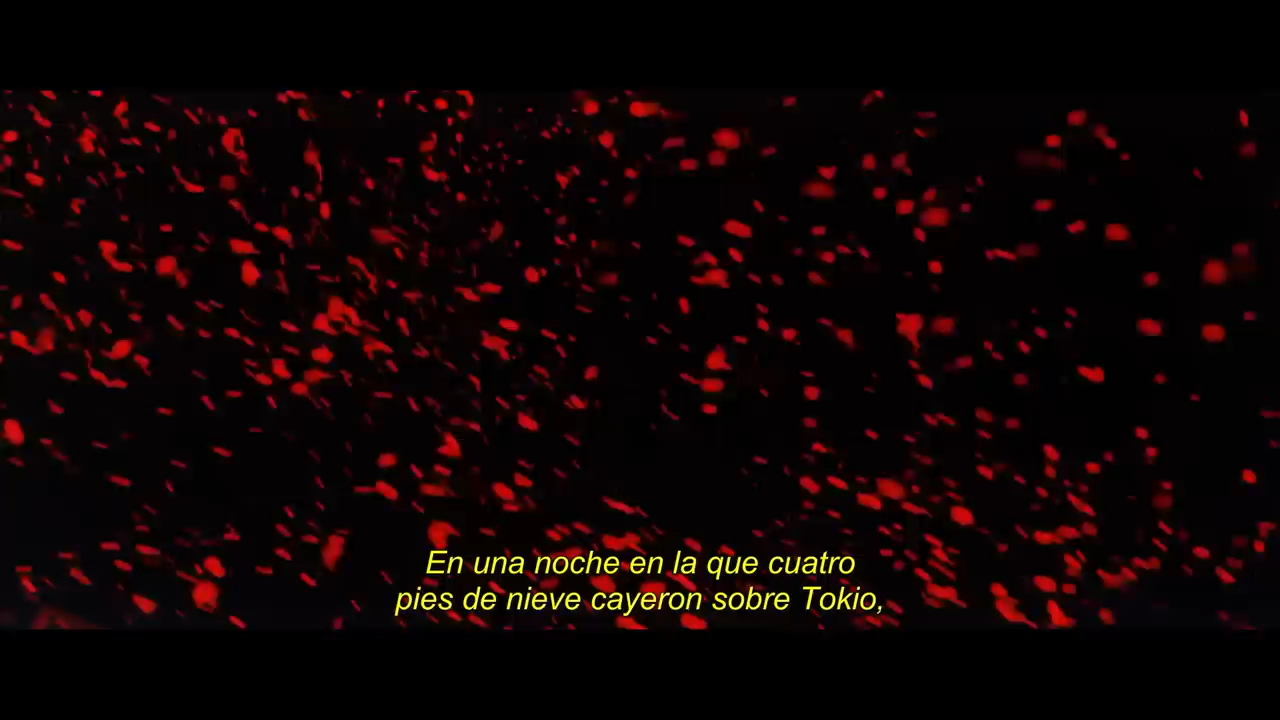 En una noche en la que cuatro
pies de nieve cayeron sobre Tokio,